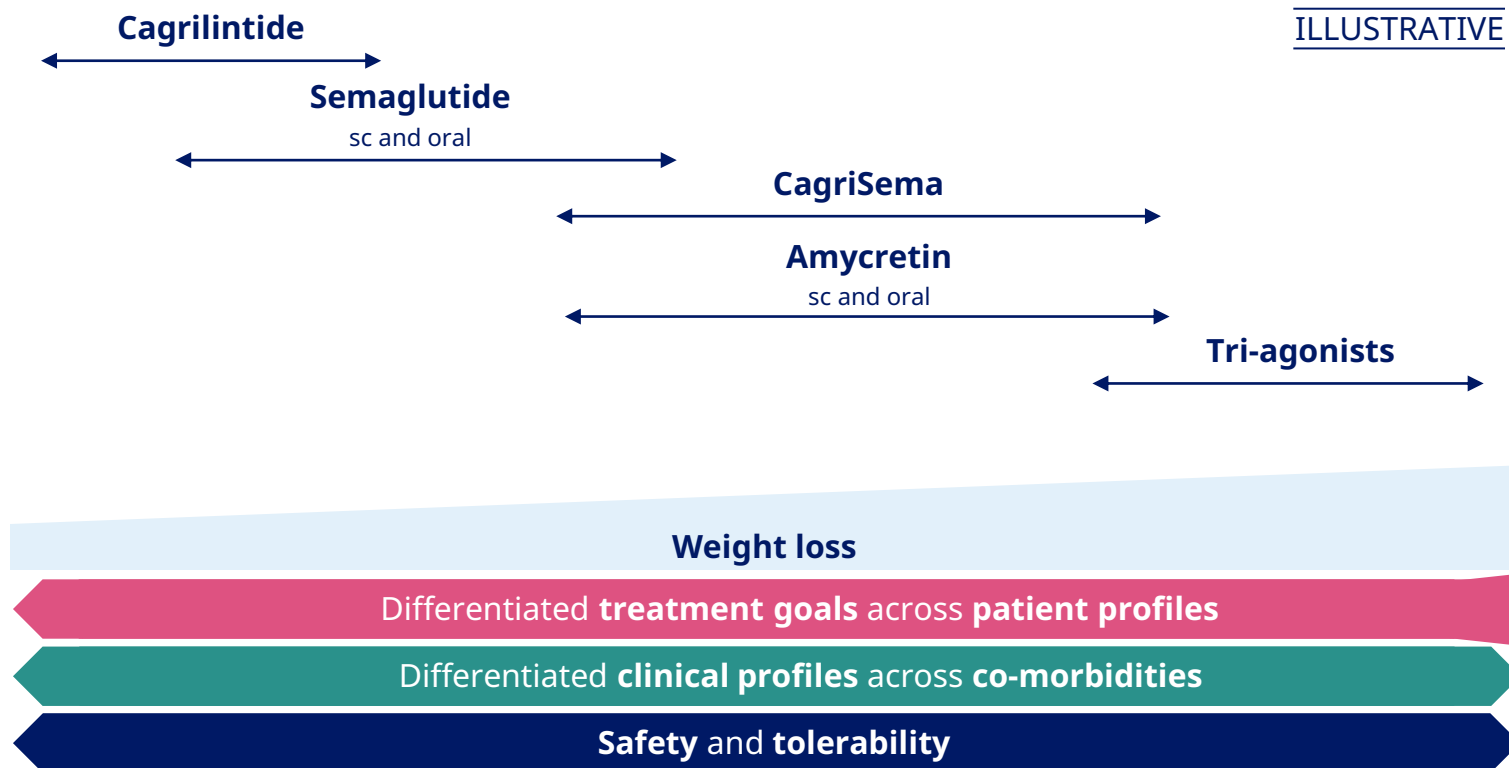 Cagrilintide
ILLUSTRATIVE
Semaglutide
sc and oral
CagriSema
Amycretin
sc and oral
Tri-agonists
Weight loss
Differentiated treatment goals across patient profiles
Differentiated clinical profiles across co-morbidities
Safety and tolerability